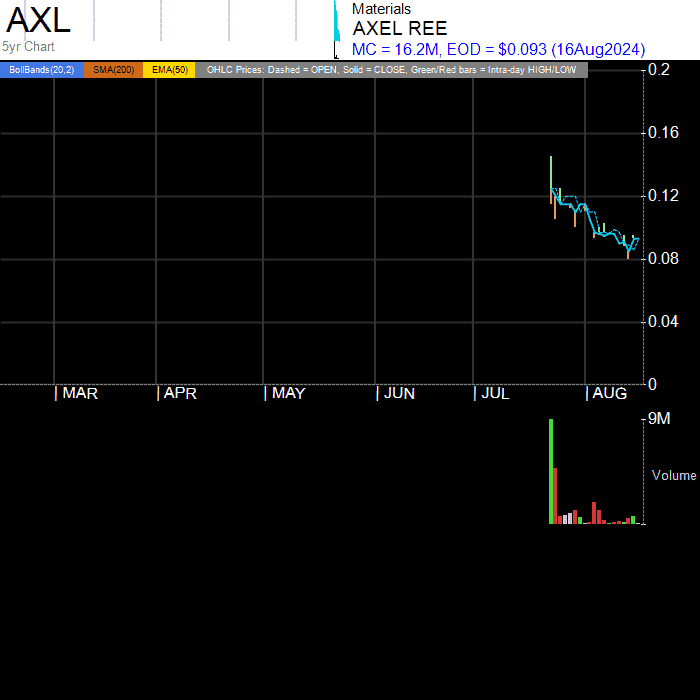 AXL
5yr Chart
Materials
AXEL REE
MC = 16.2M, EOD = $0.093 (16Aug2024)
BollBands(20,2) SMA(200) EMA(50) OHLC Prices: Dashed = OPEN, Solid = CLOSE, Green/Red bars = Intra-day HIGH/LOW
0.2
0.16
0.12
0.08
0.04
0
| MAR | APR | MAY | JUN | JUL | AUG
9M
Volume